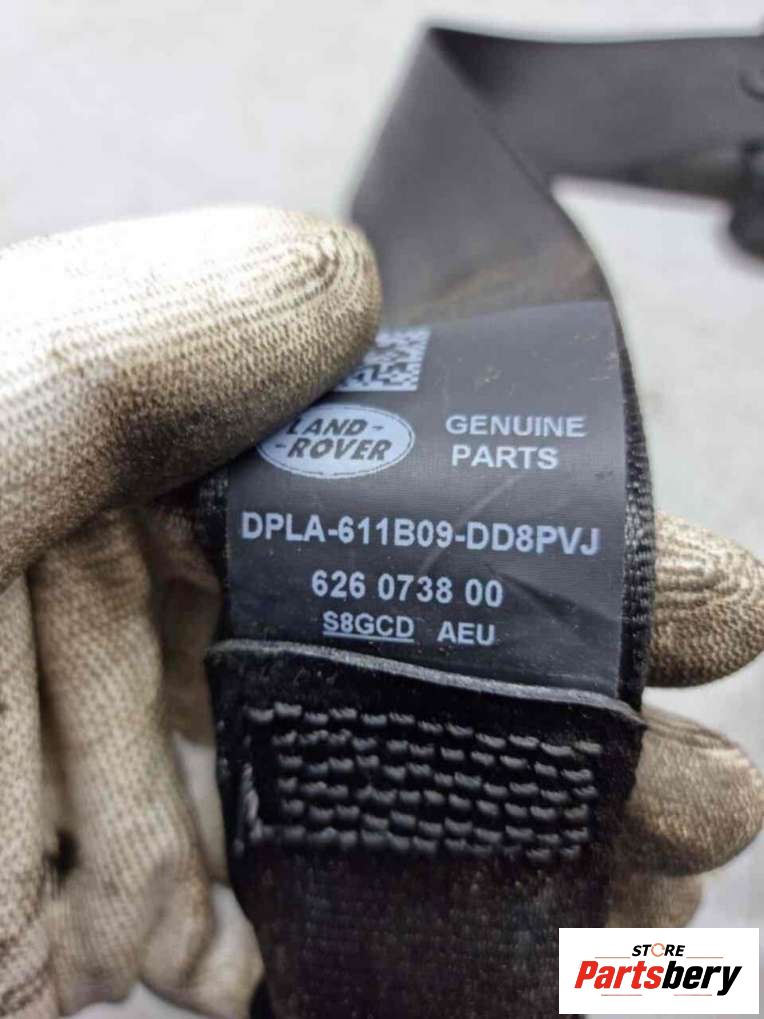 LAND-
-ROVER
GENUINE
PARTS
DPLA-611B09-DD8PVJ
626 0738 00
S8GCD AEU
STORE
Partsbery